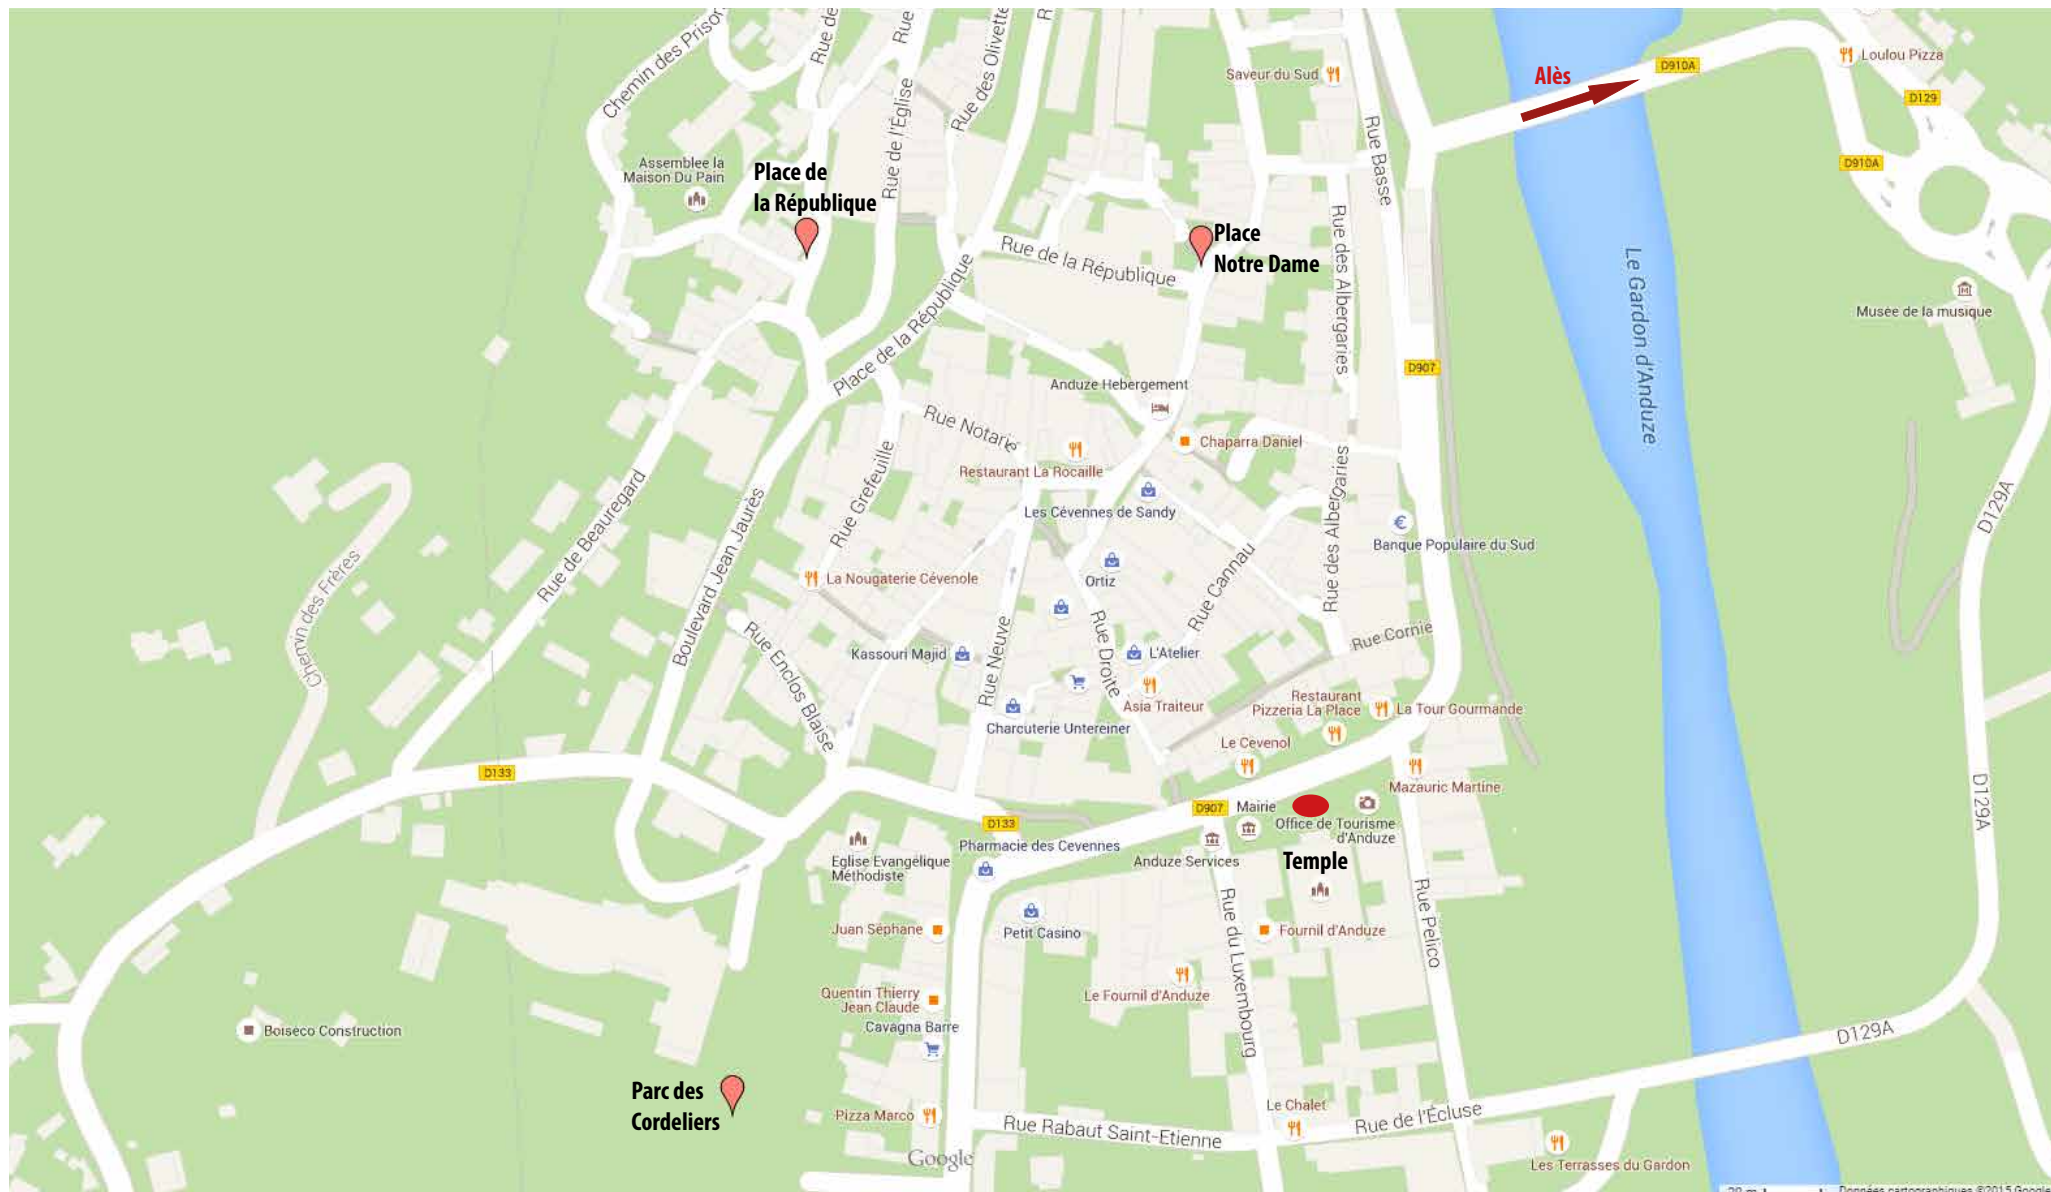 Chemin des Prison
Rue de
Rue
Rue des Olivette
R
Rue de l'Église
Saveur du Sud
Rue Basse
Alès
D910A
Loulou Pizza
D129
D910A
Assemblee la
Maison Du Pain
Place de
la République
Rue de la République
Place
Notre Dame
Rue des Albergaries
Le Gardon d'Anduze
Musée de la musique
Place de la République
D907
Anduze Hebergement
Rue Notarie
Chaparra Daniel
Restaurant La Rocaille
Les Cévennes de Sandy
Rue Grefeuille
Rue de Beauregard
Boulevard Jean Jaurès
Chemin des Frères
Rue des Albergaries
Banque Populaire du Sud
D129A
La Nougaterie Cévenole
Ortiz
Rue Cannau
Rue Enclos Blaise
Kassouri Majid
Rue Neuve
Rue Droite
L'Atelier
Rue Cornie
Asia Traiteur
Charcuterie Untereiner
Restaurant
Pizzeria La Place
La Tour Gourmande
Le Cevenol
Mazauric Martine
D133
D907
Mairie
Office de Tourisme
d'Anduze
D133
Pharmacie des Cevennes
Anduze Services
Temple
D129A
Eglise Evangélique
Méthodiste
Juan Séphane
Petit Casino
Rue du Luxembourg
Fournil d'Anduze
Rue Pelico
Quentin Thierry
Jean Claude
Le Fournil d'Anduze
Cavagna Barre
Boiseco Construction
D129A
Parc des
Cordeliers
Pizza Marco
Rue Rabaut Saint-Etienne
Le Chalet
Rue de l'Écluse
Google
Les Terrasses du Gardon
Données cartographiques ©2015 Google